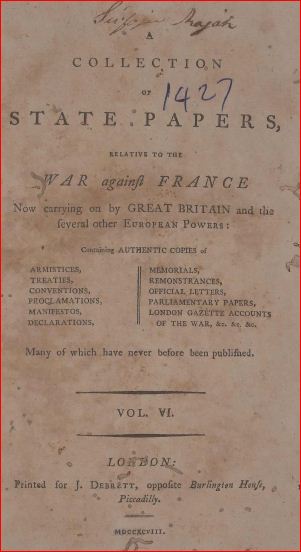 A
COLLECTION
OF
1427
STATE PAPERS,
RELATIVE TO THE
WAR againſt FRANCE
Now carrying on by GREAT BRITAIN and the
ſeveral other EUROPEAN POWERS:
Containing AUTHENTIC COPIES of
ARMISTICES,
TREATIES,
CONVENTIONS,
PROCLAMATIONS,
MANIFESTOS,
DECLARATIONS,
MEMORIALS,
REMONSTRANCES,
OFFICIAL LETTERS,
PARLIAMENTARY PAPERS,
LONDON GAZETTE ACCOUNTS
OF THE WAR, &c. &c. &c.
Many of which have never before been publiſhed.
VOL. VI.
LONDON:
Printed for J. DEBRETT, oppoſite Burlington Houſe,
Piccadilly.
MDCCXCVIII.